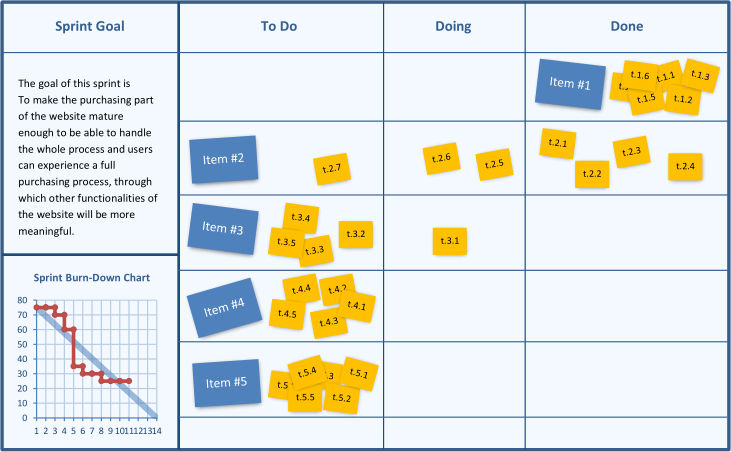 Sprint Goal
To Do
Doing
Done
The goal of this sprint is
To make the purchasing part
of the website mature
enough to be able to handle
the whole process and users
can experience a full
purchasing process, through
which other functionalities of
the website will be more
meaningful.
Item #1
t.1.6
t.1.1
t.1.3
t.1.5
t.1.2
Item #2
t.2.7
t.2.6
t.2.5
t.2.1
t.2.2
t.2.3
t.2.4
Item #3
t.3.4
t.3.5
t.3.3
t.3.2
t.3.1
Item #4
t.4.4
t.4.2
t.4.1
t.4.5
t.4.3
Item #5
t.5.4
t.5.1
t.5.5
t.5.2
Sprint Burn-Down Chart
80
70
60
50
40
30
20
10
0
1 2 3 4 5 6 7 8 9 10 11 12 13 14